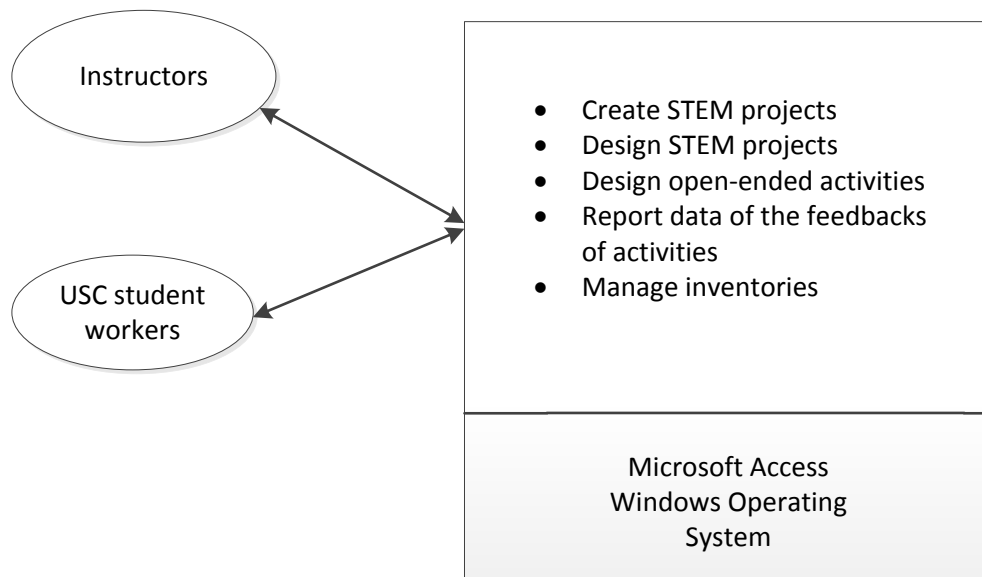 Instructors
• Create STEM projects
• Design STEM projects
• Design open-ended activities
• Report data of the feedbacks
of activities
• Manage inventories
USC student
workers
Microsoft Access
Windows Operating
System